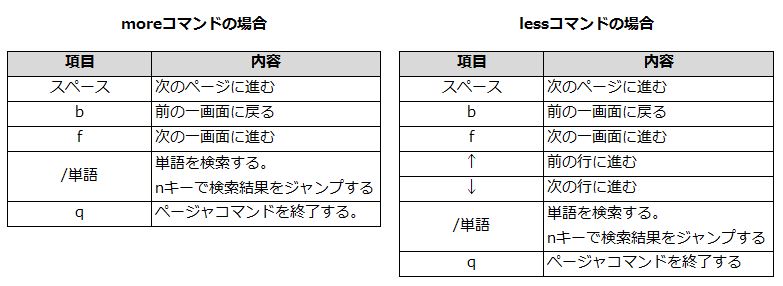 moreコマンドの場合
項目 内容
スペース 次のページに進む
b 前の一画面に戻る
f 次の一画面に進む
/単語 単語を検索する。
nキーで検索結果をジャンプする
q ページャコマンドを終了する。
lessコマンドの場合
項目 内容
スペース 次のページに進む
b 前の一画面に戻る
f 次の一画面に進む
↑ 前の行に進む
↓ 次の行に進む
/単語 単語を検索する。
nキーで検索結果をジャンプする
q ページャコマンドを終了する